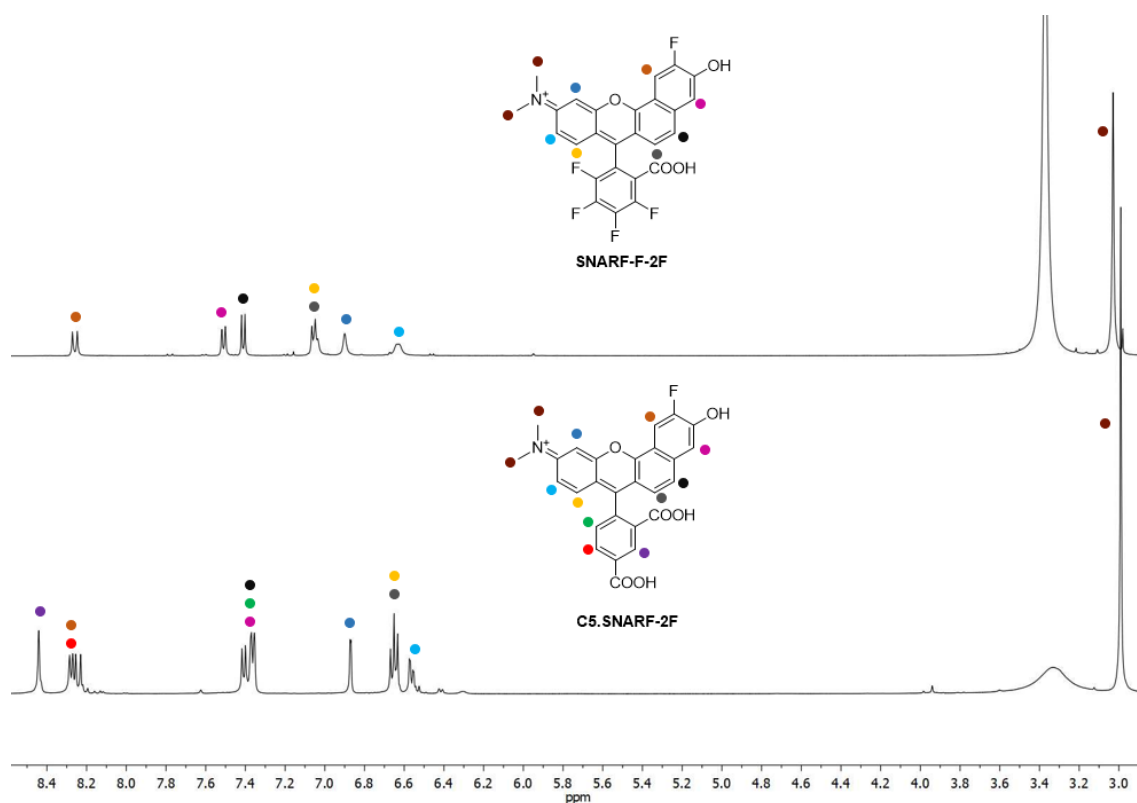 F
OH
N+
O
F
COOH
F
F
F
SNARF-F-2F
F
OH
N+
O
COOH
COOH
C5.SNARF-2F
8.4 8.2 8.0 7.8 7.6 7.4 7.2 7.0 6.8 6.6 6.4 6.2 6.0 5.8 5.6 5.4 5.2 5.0 4.8 4.6 4.4 4.2 4.0 3.8 3.6 3.4 3.2 3.0
ppm